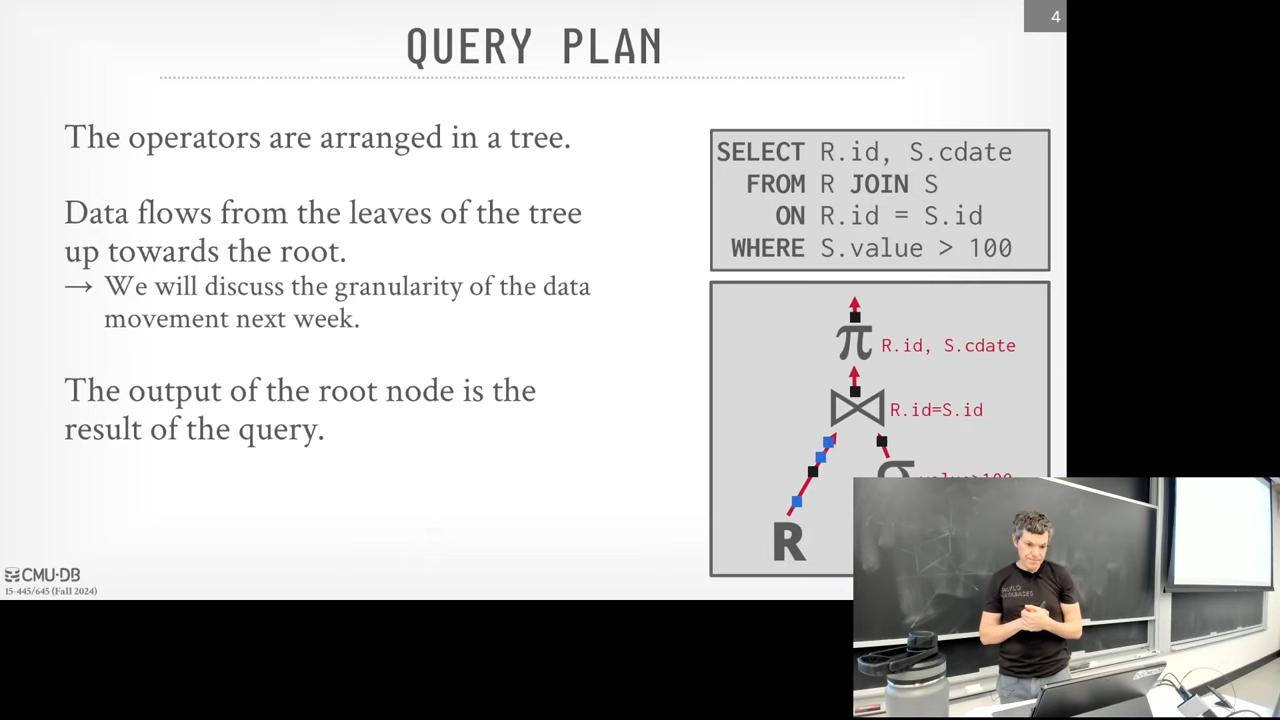 4
QUERY PLAN
The operators are arranged in a tree.
Data flows from the leaves of the tree
up towards the root.
→ We will discuss the granularity of the data
movement next week.
The output of the root node is the
result of the query.
SELECT R.id, S.cdate
FROM R JOIN S
ON R.id = S.id
WHERE S.value > 100
π R.id, S.cdate
⋈ R.id=S.id
σ value>100
R
CMU·DB
15-445/645 (Fall 2024)